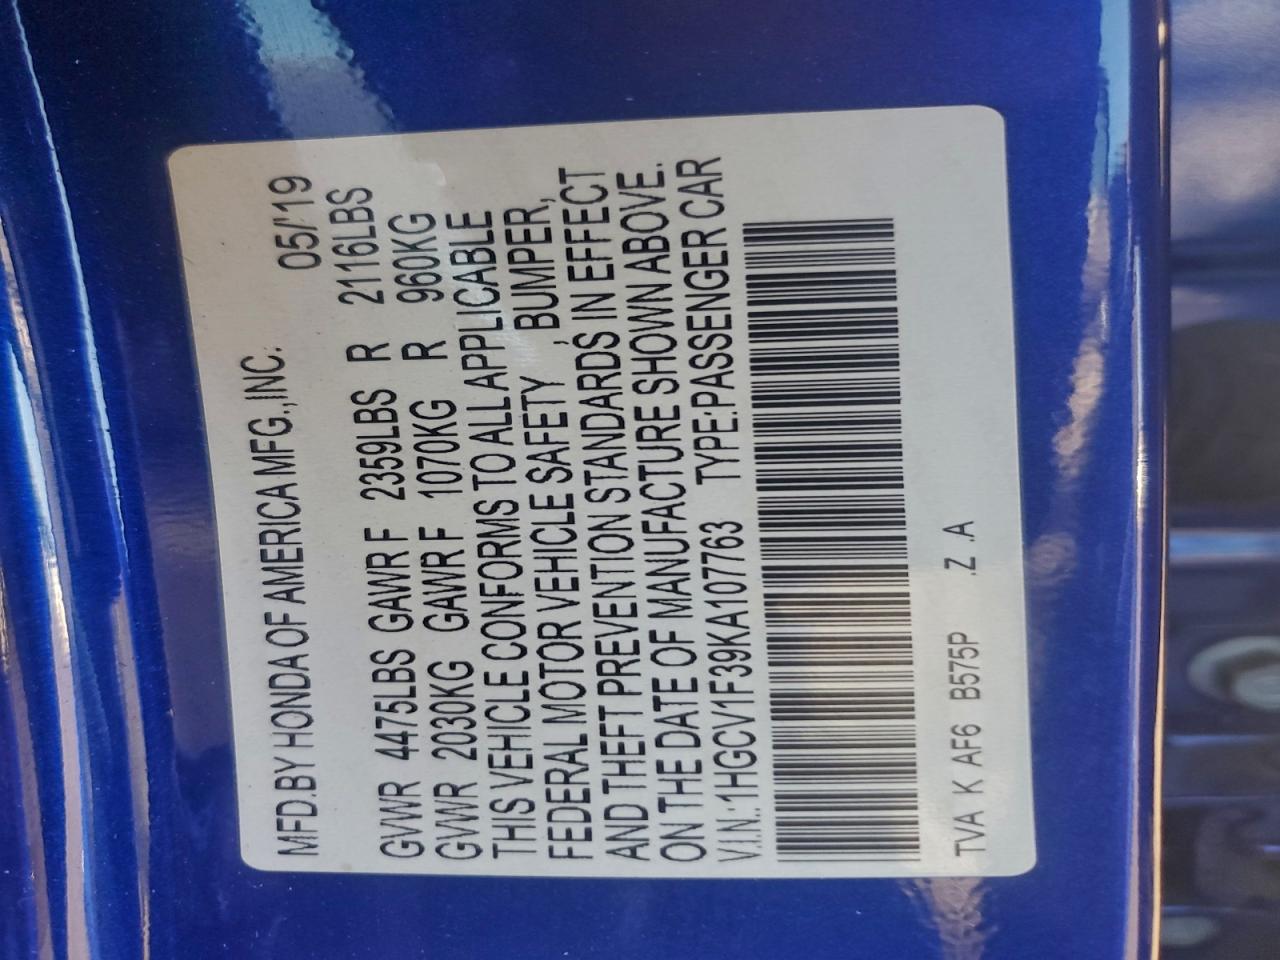 MFD.BY HONDA OF AMERICA MFG.,INC. 05/'19
GVWR 4475LBS GAWR F 2359LBS R 2116LBS
GVWR 2030KG GAWR F 1070KG R 960KG
THIS VEHICLE CONFORMS TO ALL APPLICABLE
FEDERAL MOTOR VEHICLE SAFETY , BUMPER,
AND THEFT PREVENTION STANDARDS IN EFFECT
ON THE DATE OF MANUFACTURE SHOWN ABOVE.
V.I.N.:1HGCV1F39KA107763 TYPE:PASSENGER CAR
TVA K AF6 B575P .Z .A